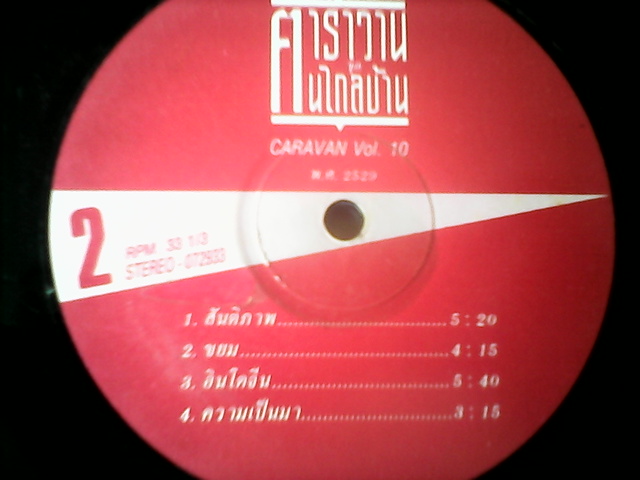 คาราวาน
คนไกลบ้าน
CARAVAN Vol. 10
พ.ศ. 2529
2
RPM. 33 1/3
STEREO - 072933
1. สันติภาพ 5 : 20
2. ขยม 4 : 15
3. อินโดจีน 5 : 40
4. ความเป็นมา 3 : 15